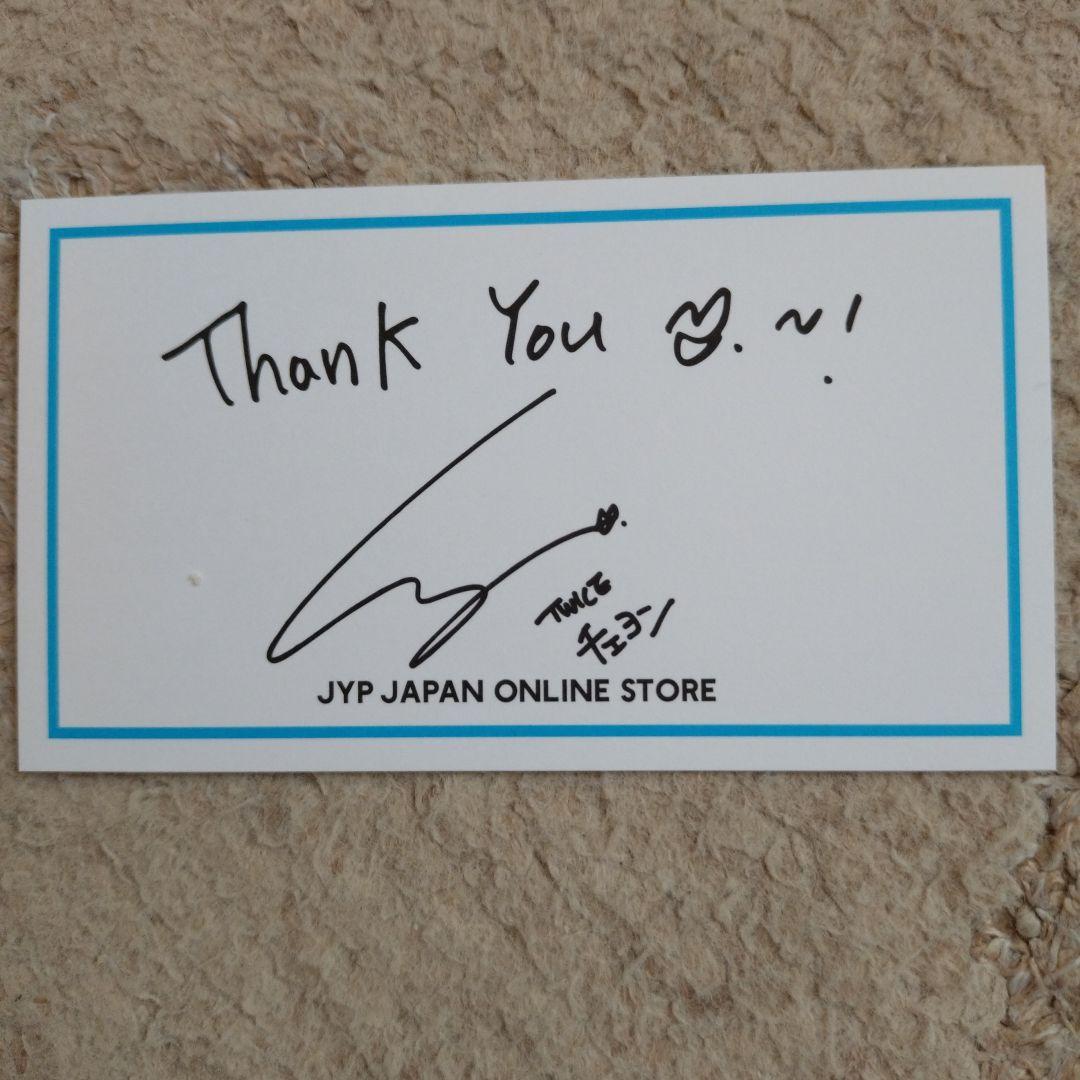 Thank You ♡. ~!
TWICE
チェヨン
JYP JAPAN ONLINE STORE